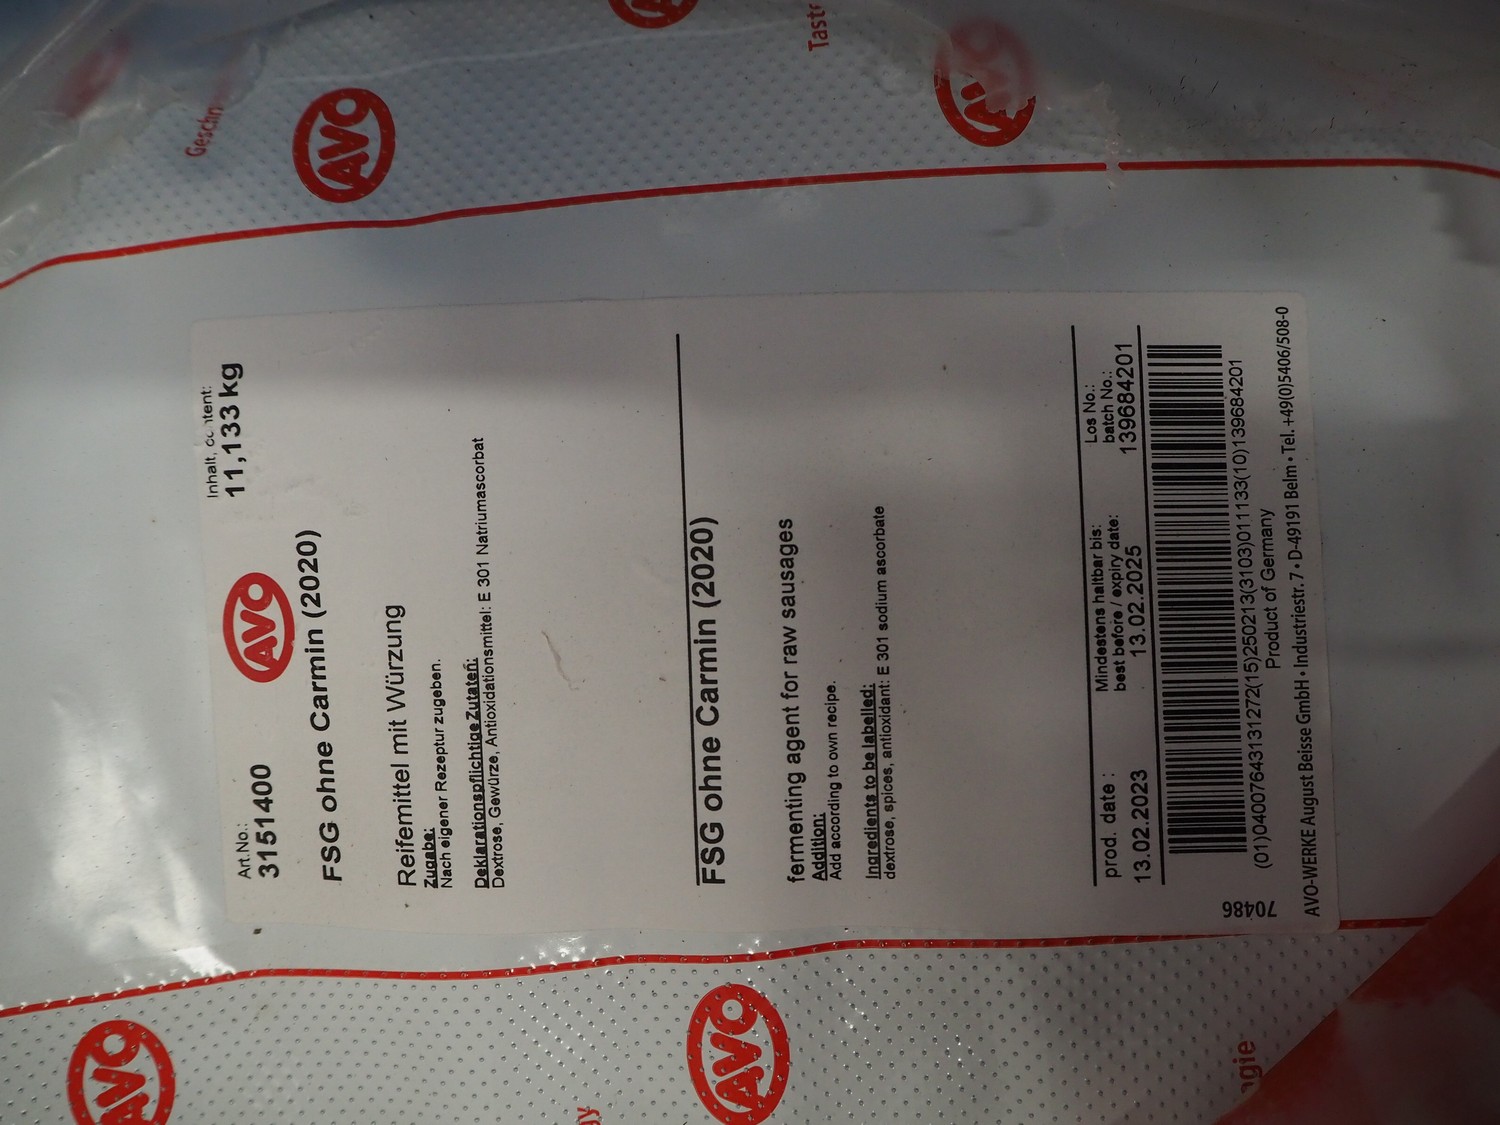 Art.No.:
3151400
AVO
Inhalt, content:
11,133 kg
FSG ohne Carmin (2020)
Reifemittel mit Würzung
Zugabe:
Nach eigener Rezeptur zugeben.
Deklarationspflichtige Zutaten:
Dextrose, Gewürze, Antioxidationsmittel: E 301 Natriumascorbat
FSG ohne Carmin (2020)
fermenting agent for raw sausages
Addition:
Add according to own recipe.
Ingredients to be labelled:
dextrose, spices, antioxidant: E 301 sodium ascorbate
prod. date :
13.02.2023
Mindestens haltbar bis:
best before / expiry date:
13.02.2025
Los No.:
batch No.:
139684201
(01)04007643131272(15)250213(3103)011133(10)139684201
Product of Germany
70486
AVO-WERKE August Beisse GmbH • Industriestr. 7 • D-49191 Belm • Tel. +49(0)5406/508-0
AVO
AVO
AVO
AVO